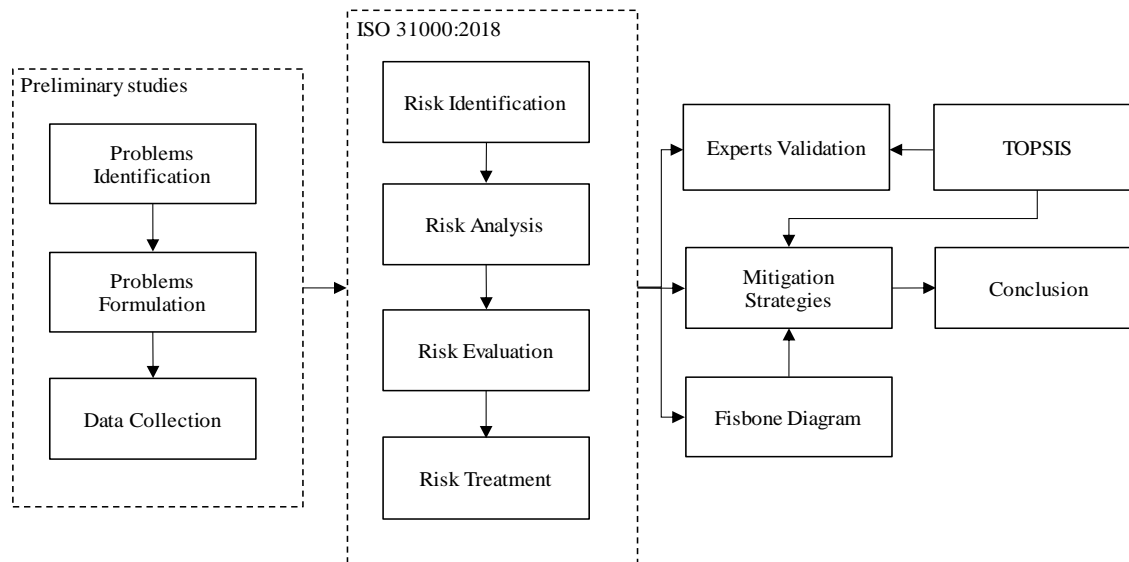 Preliminary studies
Problems
Identification
Problems
Formulation
Data Collection
ISO 31000:2018
Risk Identification
Risk Analysis
Risk Evaluation
Risk Treatment
Experts Validation
TOPSIS
Mitigation
Strategies
Conclusion
Fisbone Diagram